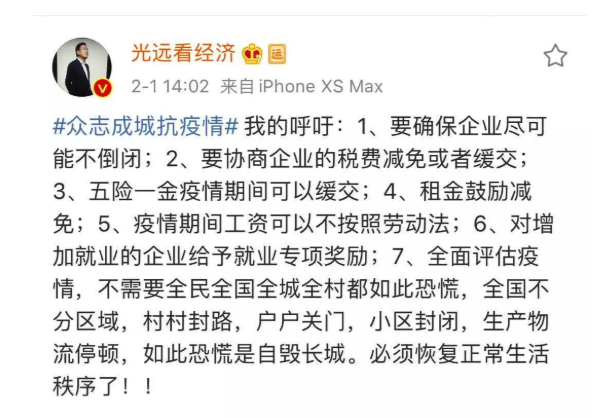 光远看经济
2-1 14:02 来自 iPhone XS Max
#众志成城抗疫情# 我的呼吁：1、要确保企业尽可
能不倒闭；2、要协商企业的税费减免或者缓交；
3、五险一金疫情期间可以缓交；4、租金鼓励减
免；5、疫情期间工资可以不按照劳动法；6、对增
加就业的企业给予就业专项奖励；7、全面评估疫
情，不需要全民全国全城全村都如此恐慌，全国不
分区域，村村封路，户户关门，小区封闭，生产物
流停顿，如此恐慌是自毁长城。必须恢复正常生活
秩序了！！